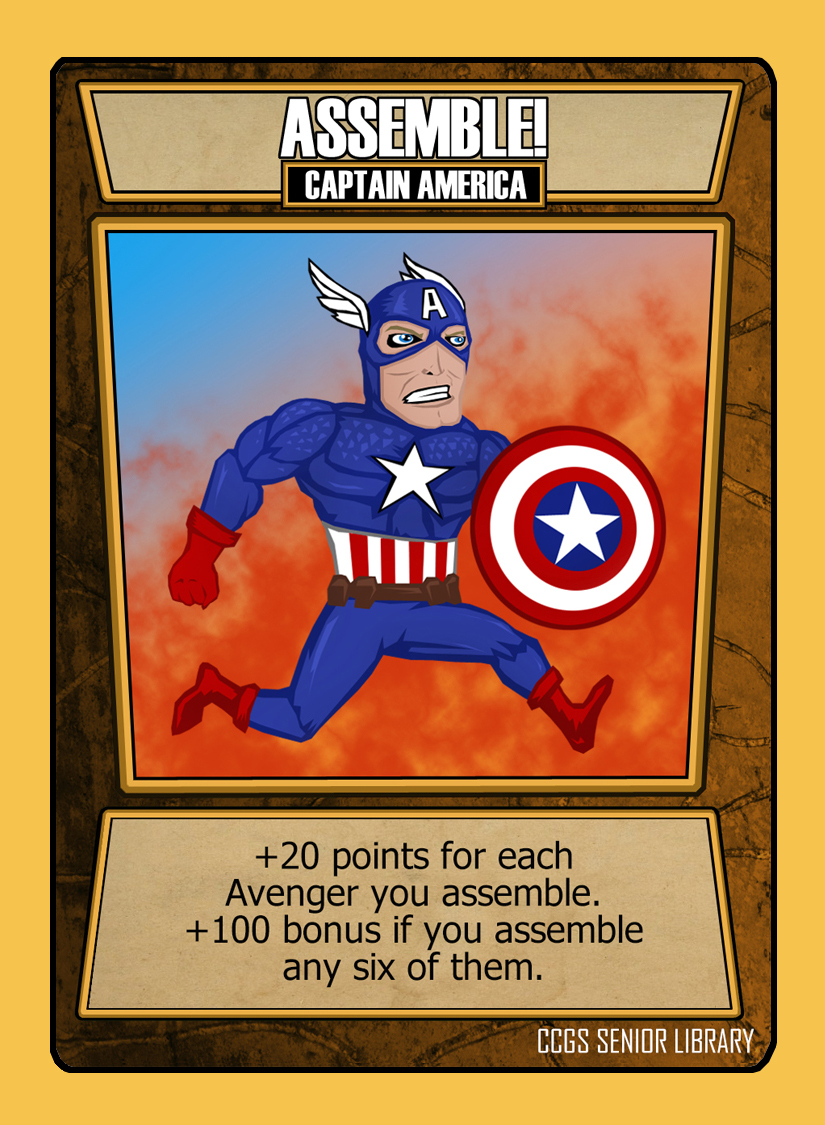 ASSEMBLE!
CAPTAIN AMERICA
A
+20 points for each
Avenger you assemble.
+100 bonus if you assemble
any six of them.
CCGS SENIOR LIBRARY